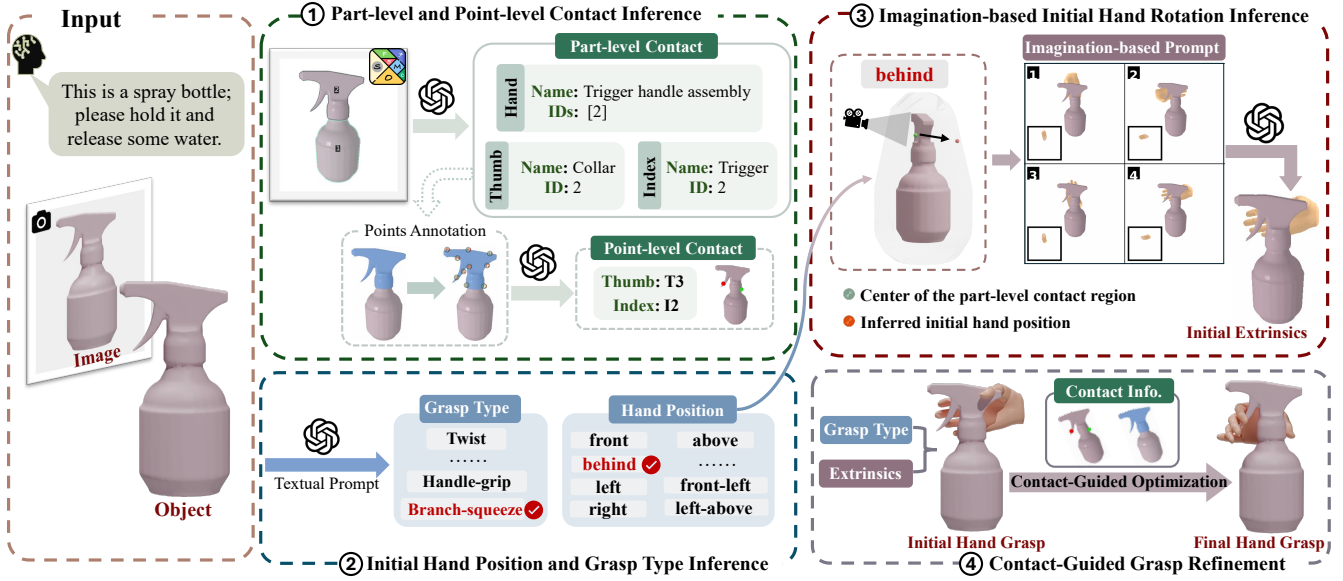 Input
This is a spray bottle;
please hold it and
release some water.
Image
Object
① Part-level and Point-level Contact Inference
Part-level Contact
Hand
Name: Trigger handle assembly
IDs: [2]
Thumb
Name: Collar
ID: 2
Index
Name: Trigger
ID: 2
Points Annotation
Point-level Contact
Thumb: T3
Index: I2
Textual Prompt
Grasp Type
Twist
......
Handle-grip
Branch-squeeze
Hand Position
front
above
behind
......
left
front-left
right
left-above
② Initial Hand Position and Grasp Type Inference
③ Imagination-based Initial Hand Rotation Inference
behind
Imagination-based Prompt
1
2
3
4
Center of the part-level contact region
Inferred initial hand position
Initial Extrinsics
Grasp Type
Extrinsics
Contact Info.
Contact-Guided Optimization
Initial Hand Grasp
Final Hand Grasp
④ Contact-Guided Grasp Refinement